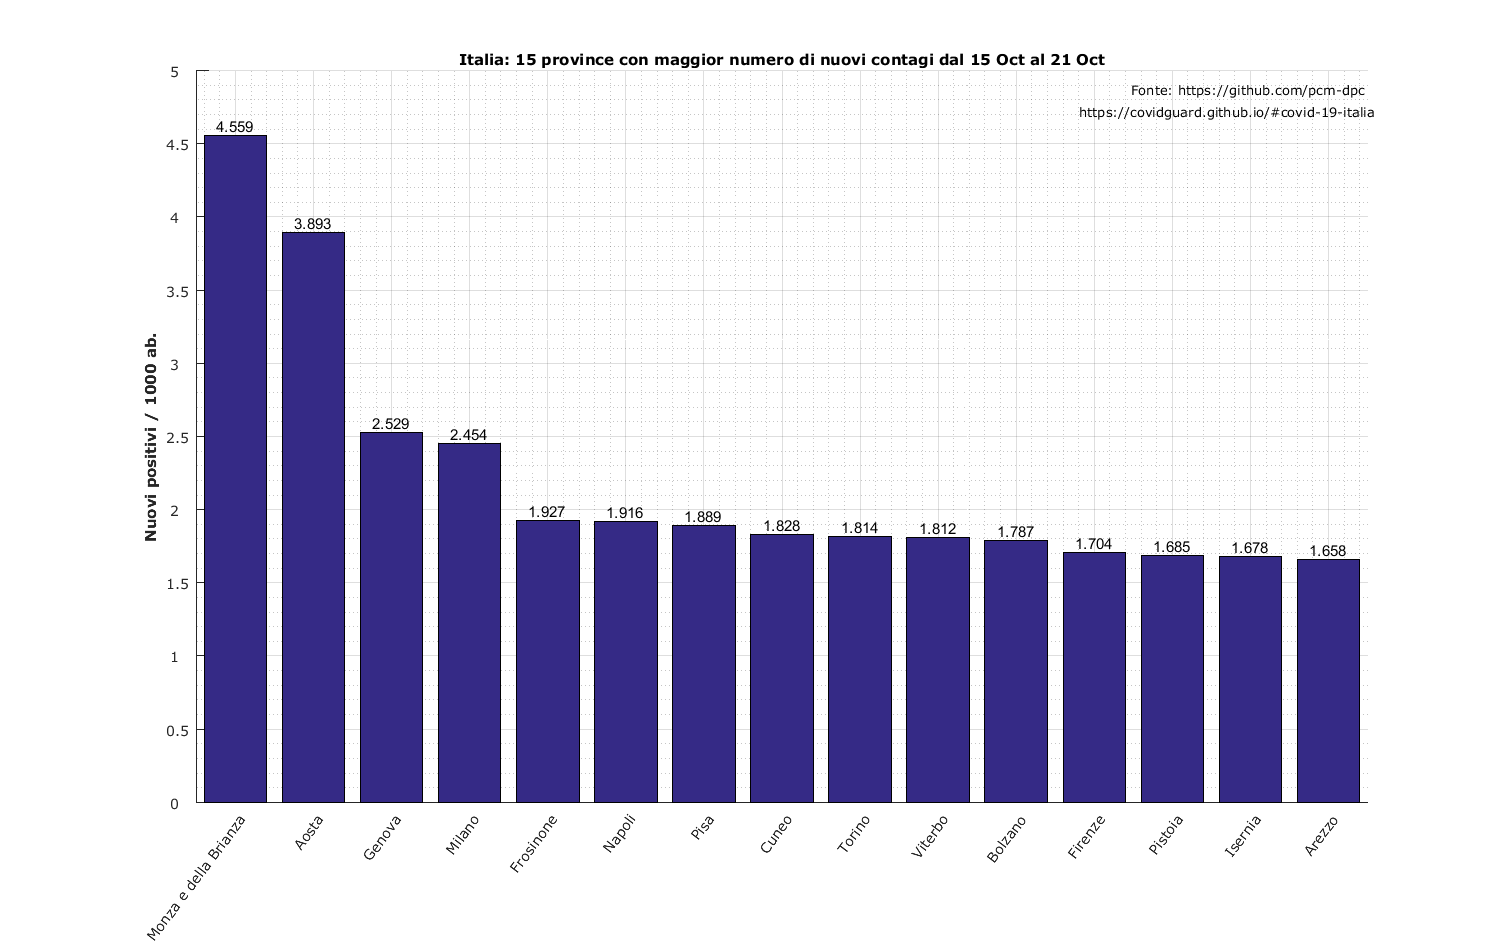 Italia: 15 province con maggior numero di nuovi contagi dal 15 Oct al 21 Oct
Fonte: https://github.com/pcm-dpc
https://covidguard.github.io/#covid-19-italia
Nuovi positivi / 1000 ab.
5
4.5
4
3.5
3
2.5
2
1.5
1
0.5
0
4.559
3.893
2.529
2.454
1.927
1.916
1.889
1.828
1.814
1.812
1.787
1.704
1.685
1.678
1.658
Monza e della Brianza
Aosta
Genova
Milano
Frosinone
Napoli
Pisa
Cuneo
Torino
Viterbo
Bolzano
Firenze
Pistoia
Isernia
Arezzo